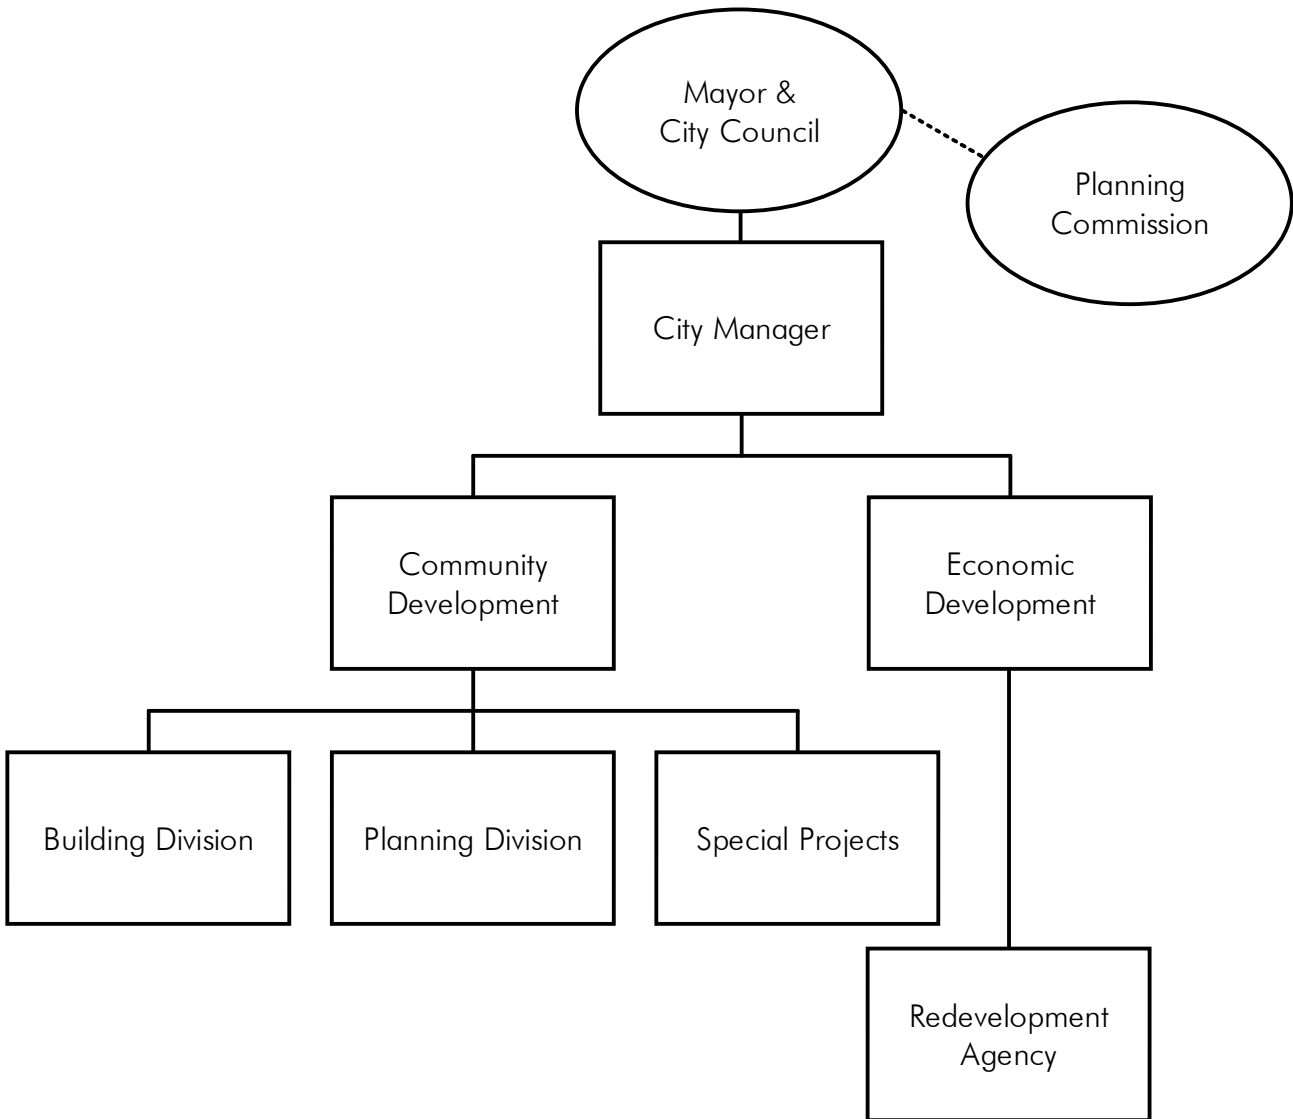 Mayor &
City Council
Planning
Commission
City Manager
Community
Development
Economic
Development
Building Division
Planning Division
Special Projects
Redevelopment
Agency